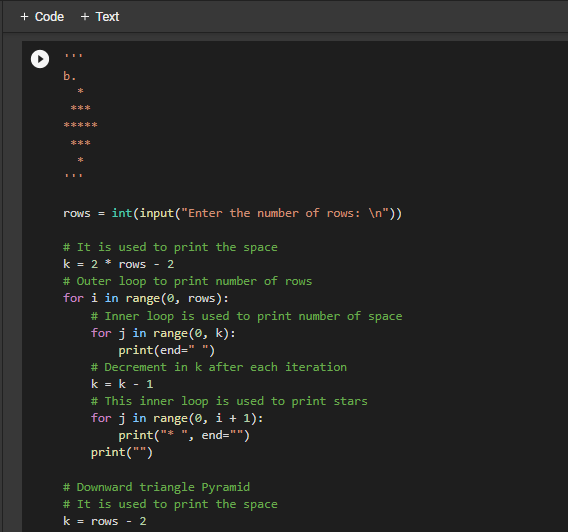 + Code + Text
'''
b.
  *
 ***
*****
 ***
  *
'''
rows = int(input("Enter the number of rows: \n"))
# It is used to print the space
k = 2 * rows - 2
# Outer loop to print number of rows
for i in range(0, rows):
    # Inner loop is used to print number of space
    for j in range(0, k):
        print(end=" ")
    # Decrement in k after each iteration
    k = k - 1
    # This inner loop is used to print stars
    for j in range(0, i + 1):
        print("* ", end="")
    print("")
# Downward triangle Pyramid
# It is used to print the space
k = rows - 2